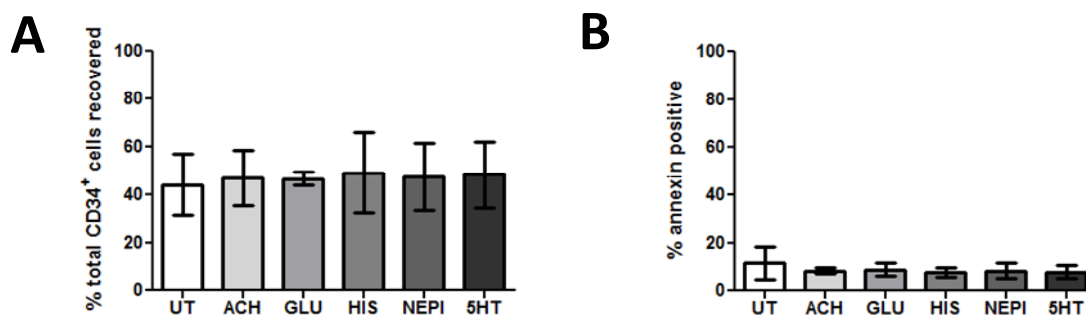 A
% total CD34⁺ cells recovered
100
80
60
40
20
0
UT ACH GLU HIS NEPI 5HT
B
% annexin positive
100
80
60
40
20
0
UT ACH GLU HIS NEPI 5HT